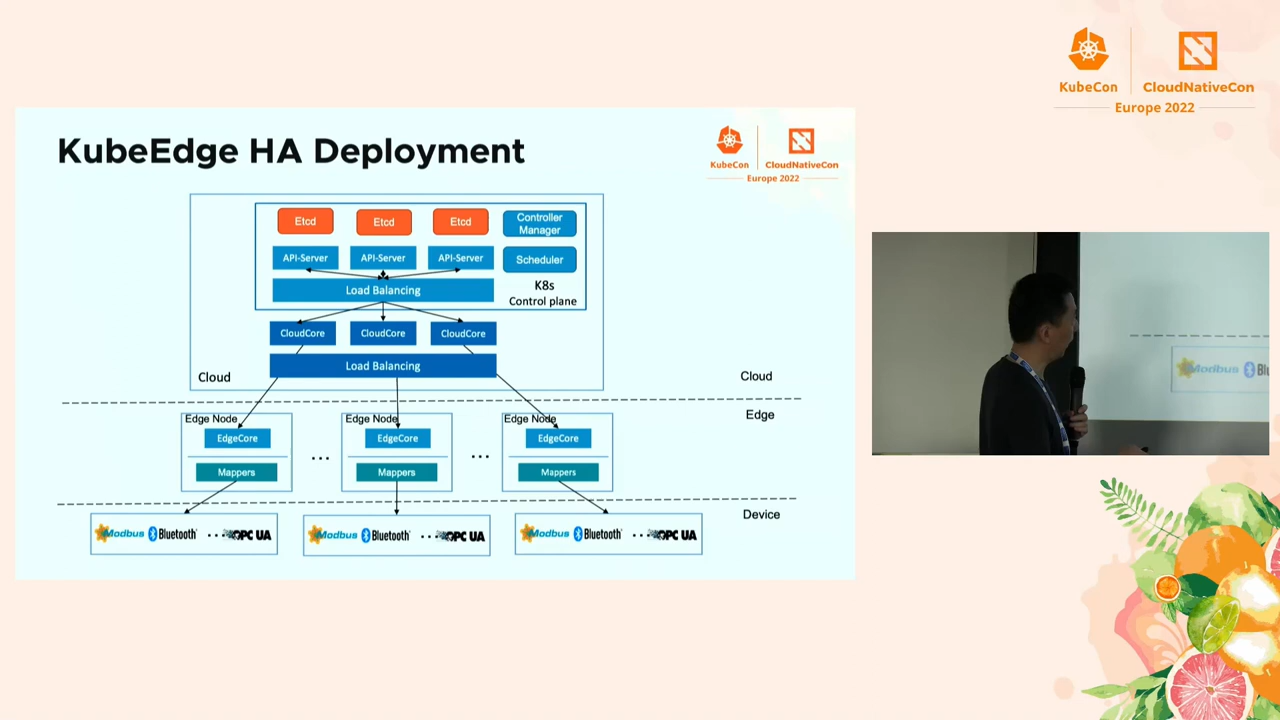 KubeCon
CloudNativeCon
Europe 2022
KubeEdge HA Deployment
KubeCon
CloudNativeCon
Europe 2022
Etcd
Etcd
Etcd
Controller
Manager
API-Server
API-Server
API-Server
Scheduler
Load Balancing
K8s
Control plane
CloudCore
CloudCore
CloudCore
Load Balancing
Cloud
Cloud
Edge
Edge Node
Edge Node
Edge Node
EdgeCore
EdgeCore
EdgeCore
...
...
Mappers
Mappers
Mappers
Device
Modbus Bluetooth ... OPC UA
Modbus Bluetooth ... OPC UA
Modbus Bluetooth ... OPC UA
Modbus Blu